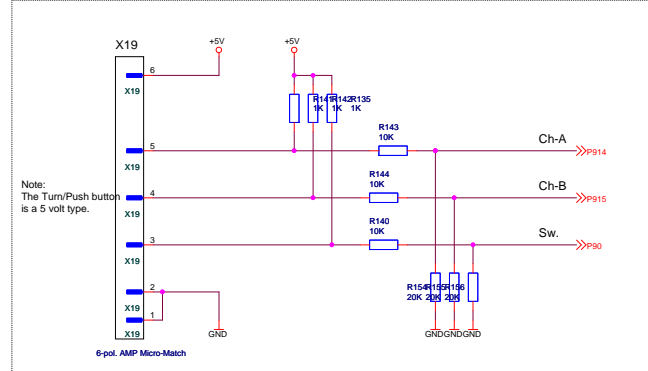 X19
+5V
+5V
6
X19
R141 R142 R135
1K 1K 1K
R143
10K
5
Ch-A
P914
X19
R144
10K
Note:
The Turn/Push button
is a 5 volt type.
4
Ch-B
P915
X19
R140
10K
3
Sw.
P90
X19
2
R154 R155 R156
20K 20K 20K
X19
1
X19
GND
GND GND GND
6-pol. AMP Micro-Match